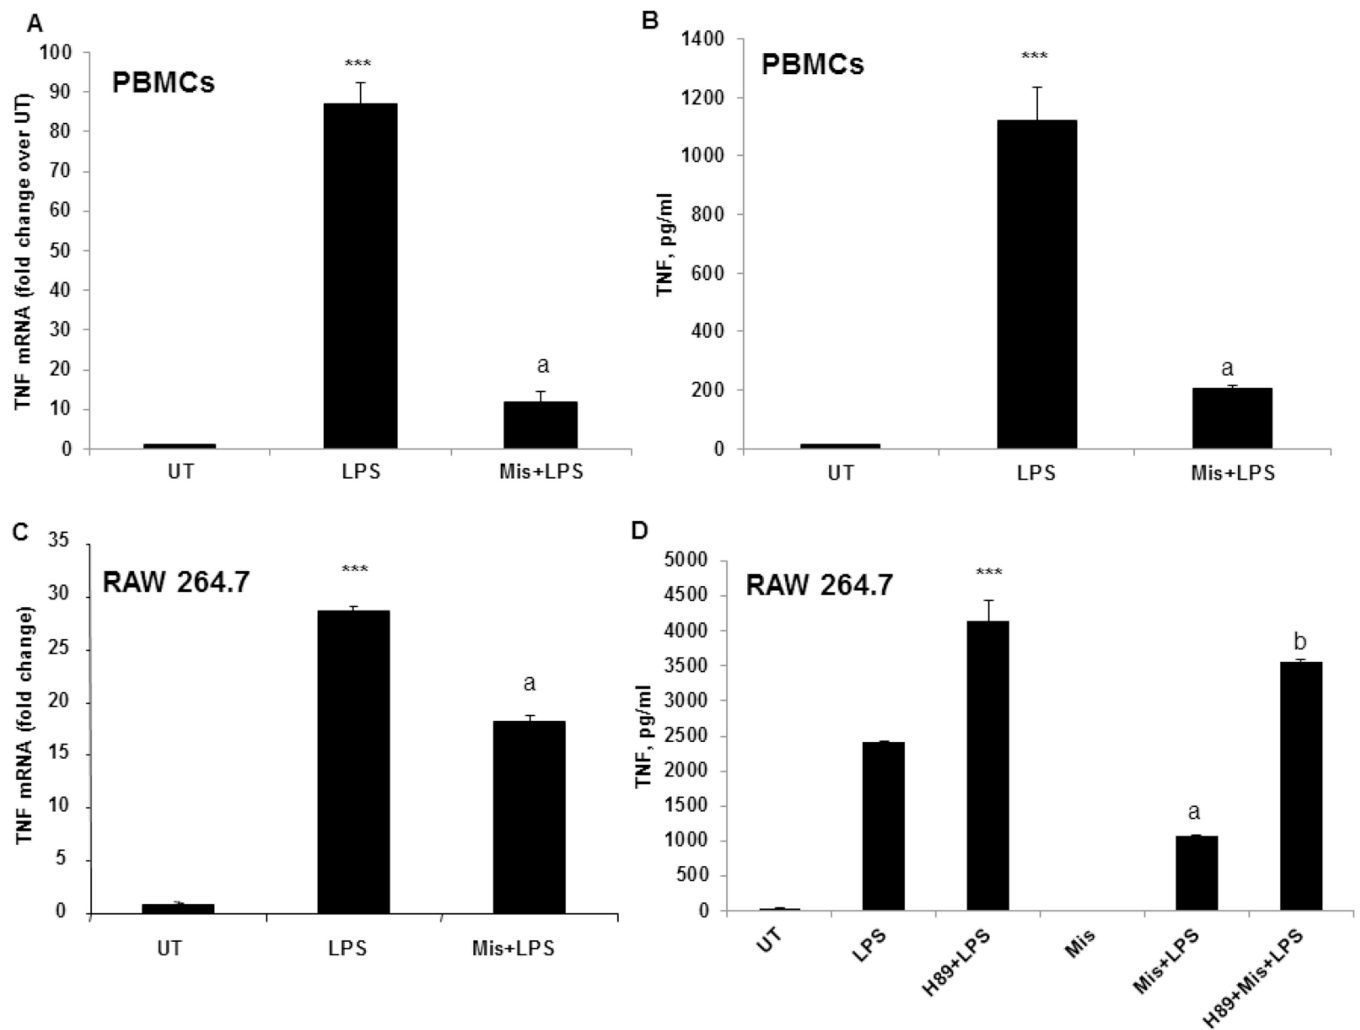 A
PBMCs
TNF mRNA (fold change over UT)
100
90
80
70
60
50
40
30
20
10
0
***
a
UT LPS Mis+LPS
B
PBMCs
TNF, pg/ml
1400
1200
1000
800
600
400
200
0
***
a
UT LPS Mis+LPS
C
RAW 264.7
TNF mRNA (fold change)
35
30
25
20
15
10
5
0
***
a
UT LPS Mis+LPS
D
RAW 264.7
TNF, pg/ml
5000
4500
4000
3500
3000
2500
2000
1500
1000
500
0
***
a
b
UT
LPS
H89+LPS
Mis
Mis+LPS
H89+Mis+LPS